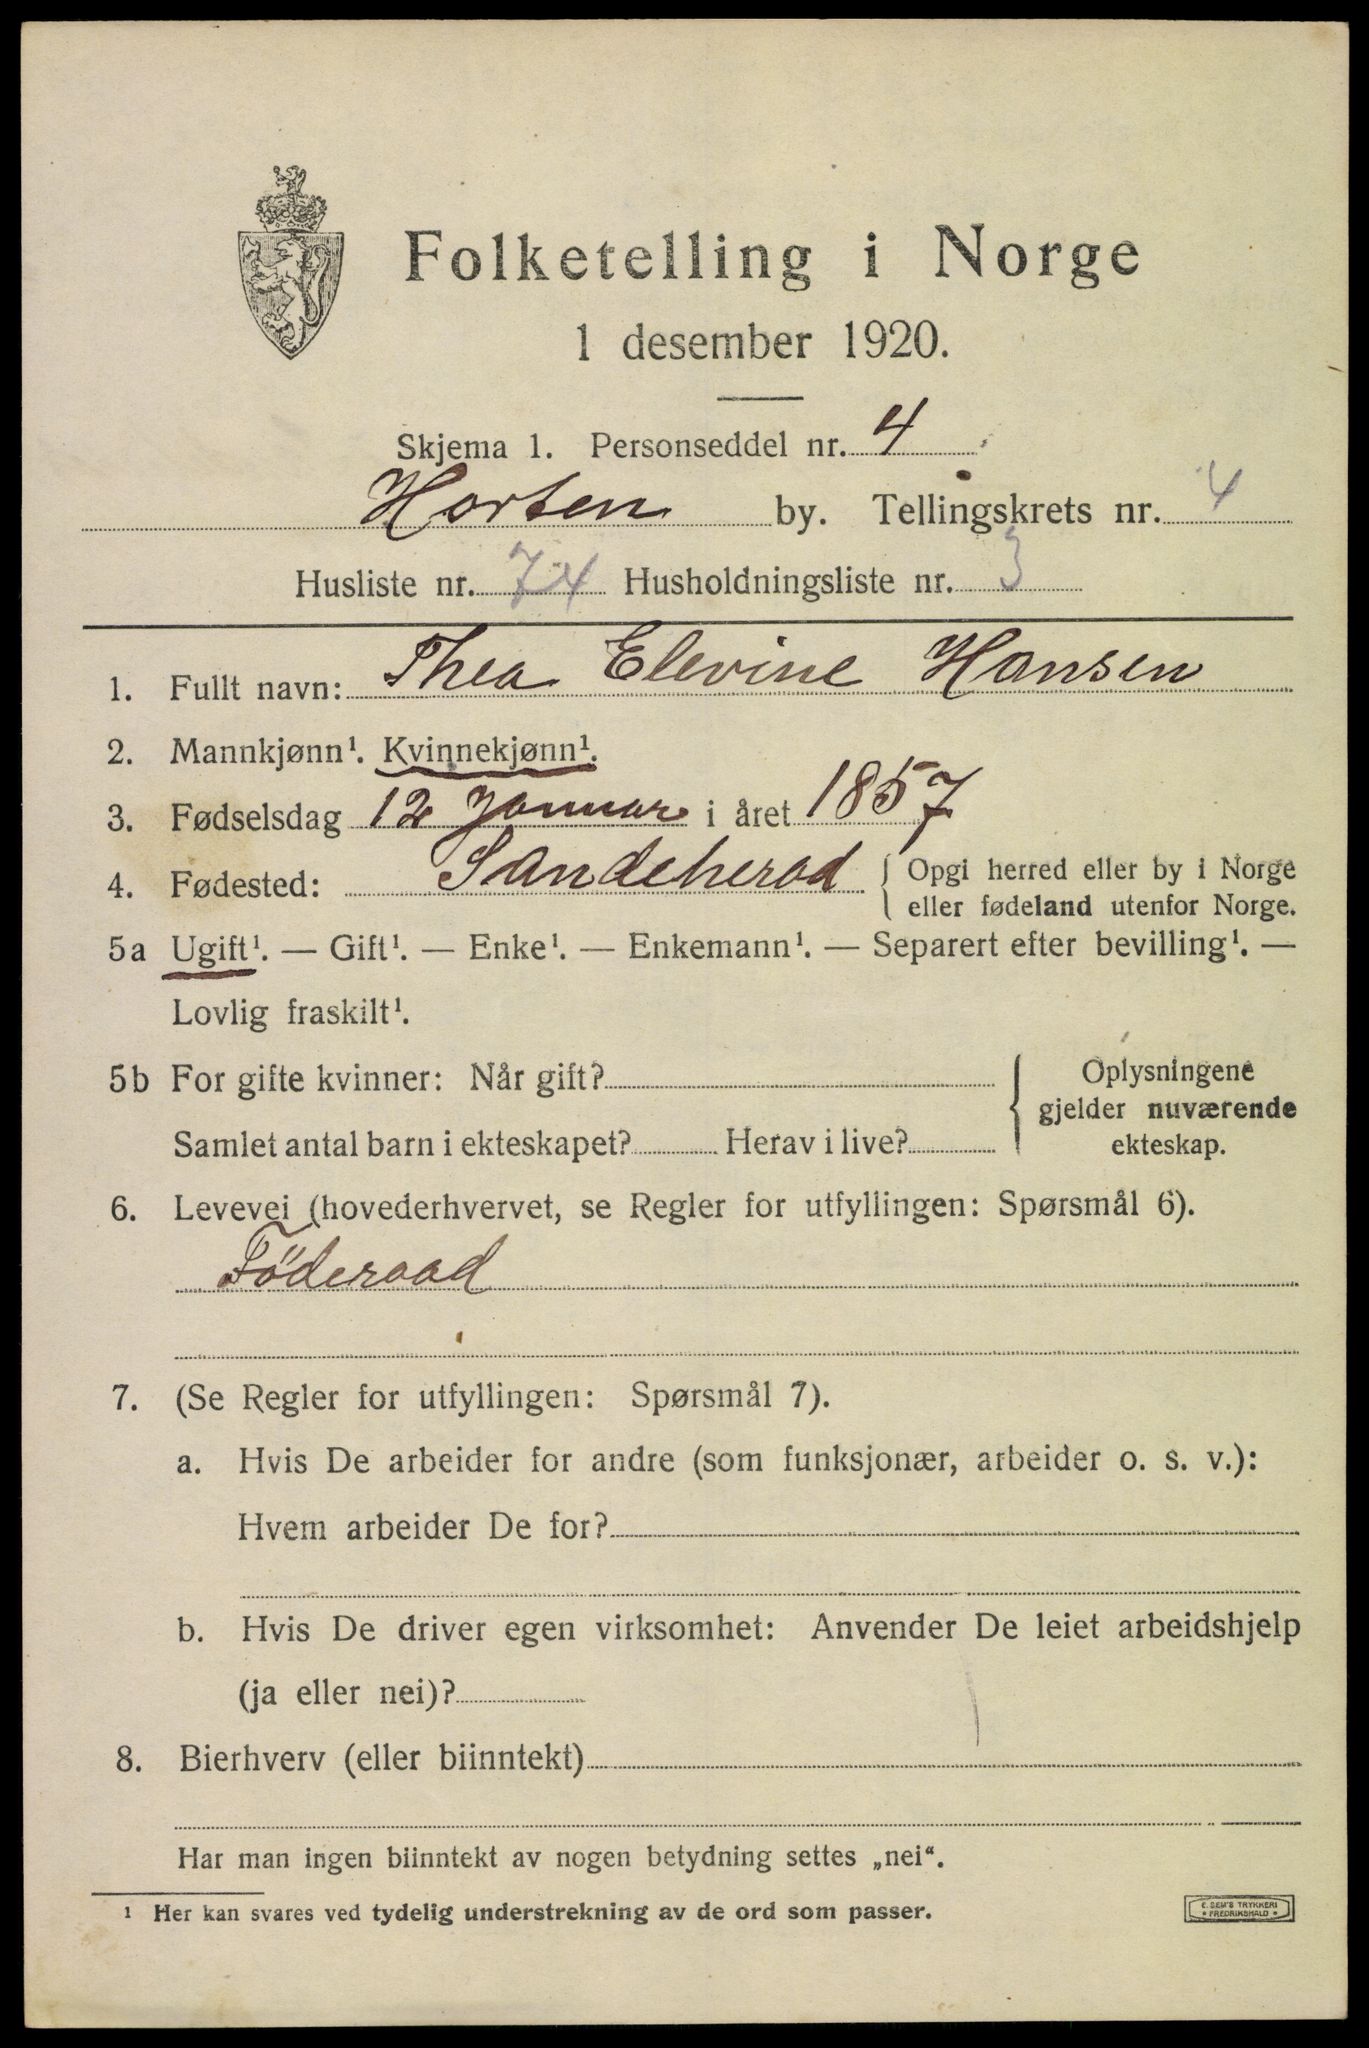 Folketelling i Norge
1 desember 1920.
Skjema 1. Personseddel nr. 4
Horten by. Tellingskrets nr. 4
Husliste nr. 74 Husholdningsliste nr. 3
1. Fullt navn: Thea Elevine Hansen
2. Mannkjønn¹. Kvinnekjønn¹.
3. Fødselsdag 12 Januar i året 1857
4. Fødested: Sandeherad { Opgi herred eller by i Norge
eller fødeland utenfor Norge.
5a Ugift¹. — Gift¹. — Enke¹. — Enkemann¹. — Separert efter bevilling¹. —
Lovlig fraskilt¹.
5b For gifte kvinner: Når gift?
Samlet antal barn i ekteskapet? Herav i live?
{ Oplysningene
gjelder nuværende
ekteskap.
6. Levevei (hovederhvervet, se Regler for utfyllingen: Spørsmål 6).
Föderaad
7. (Se Regler for utfyllingen: Spørsmål 7).
a. Hvis De arbeider for andre (som funksjonær, arbeider o. s. v.):
Hvem arbeider De for?
b. Hvis De driver egen virksomhet: Anvender De leiet arbeidshjelp
(ja eller nei)?
8. Bierhverv (eller biinntekt)
Har man ingen biinntekt av nogen betydning settes „nei“.
¹ Her kan svares ved tydelig understrekning av de ord som passer.
E. SEM'S TRYKKERI
FREDRIKSHALD